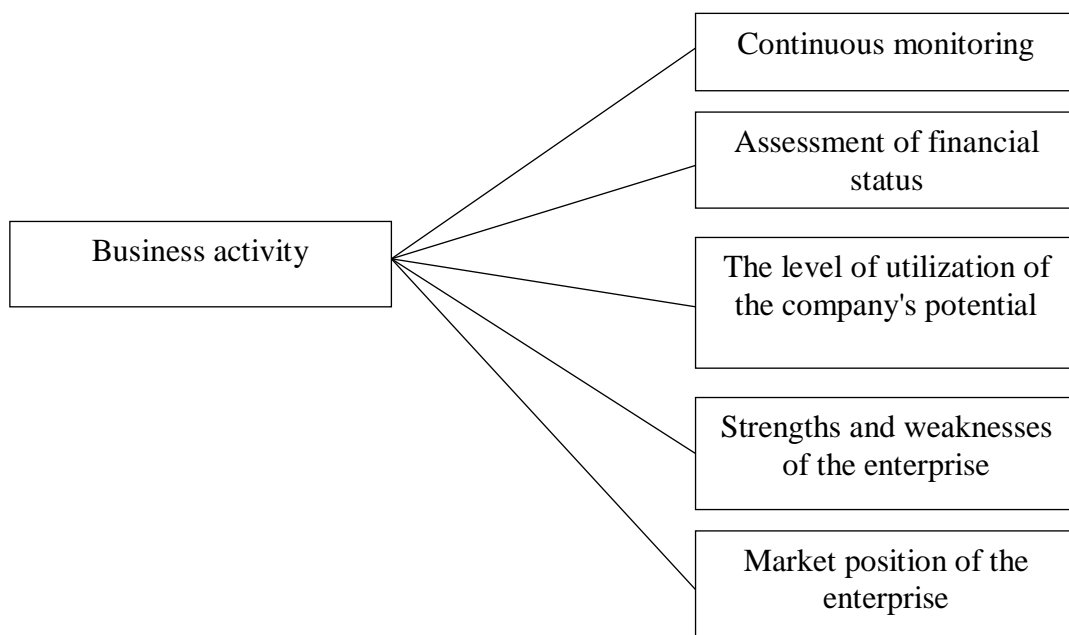 Continuous monitoring
Assessment of financial
status
Business activity
The level of utilization of
the company's potential
Strengths and weaknesses
of the enterprise
Market position of the
enterprise